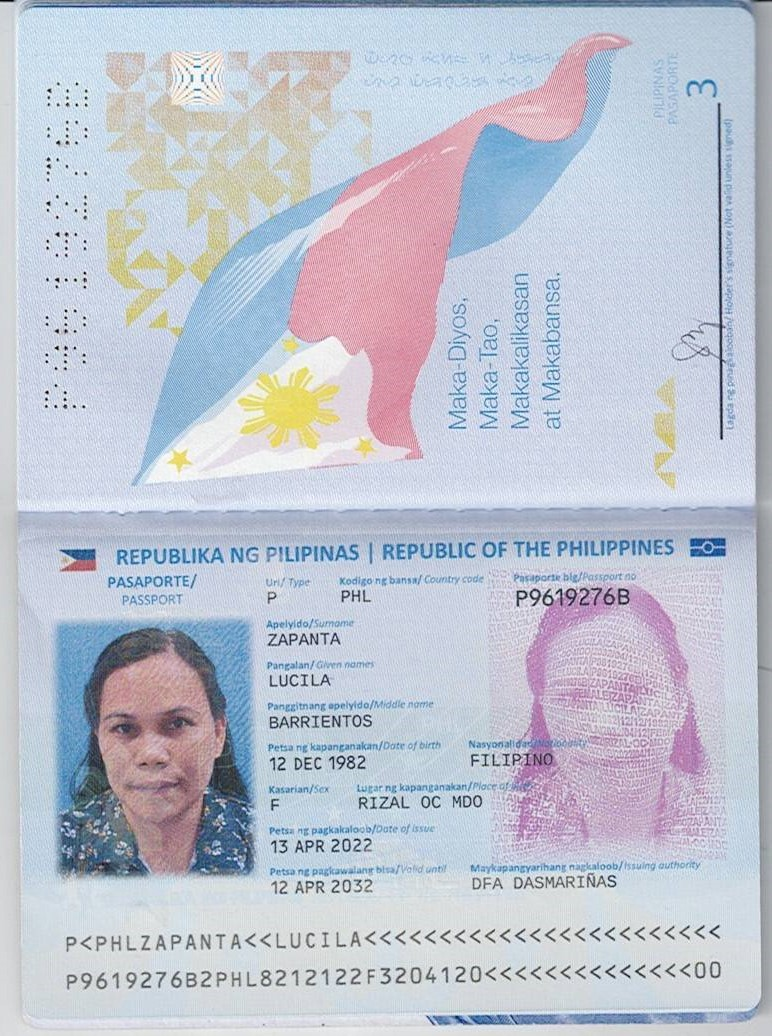 P9619276B
PILIPINAS
PASAPORTE
3
Maka-Diyos,
Maka-Tao,
Makakalikasan
at Makabansa.
Lagda ng pinagkalooban/ Holder's signature (Not valid unless signed)
REPUBLIKA NG PILIPINAS | REPUBLIC OF THE PHILIPPINES
PASAPORTE/
PASSPORT
Uri/ Type
P
Kodigo ng bansa/ Country code
PHL
Pasaporte blg/Passport no
P9619276B
Apelyido/Surname
ZAPANTA
Pangalan/ Given names
LUCILA
Panggitnang apelyido/Middle name
BARRIENTOS
Petsa ng kapanganakan/Date of birth
12 DEC 1982
Nasyonalidad/Nationality
FILIPINO
Kasarian/Sex
F
Lugar ng kapanganakan/Place of birth
RIZAL OC MDO
Petsa ng pagkakaloob/Date of issue
13 APR 2022
Petsa ng pagkawalang bisa/Valid until
12 APR 2032
Maykapangyarihang nagkaloob/Issuing authority
DFA DASMARIÑAS
P<PHLZAPANTA<<LUCILA<<<<<<<<<<<<<<<<<<<<<<<<
P9619276B2PHL8212122F3204120<<<<<<<<<<<<<<00